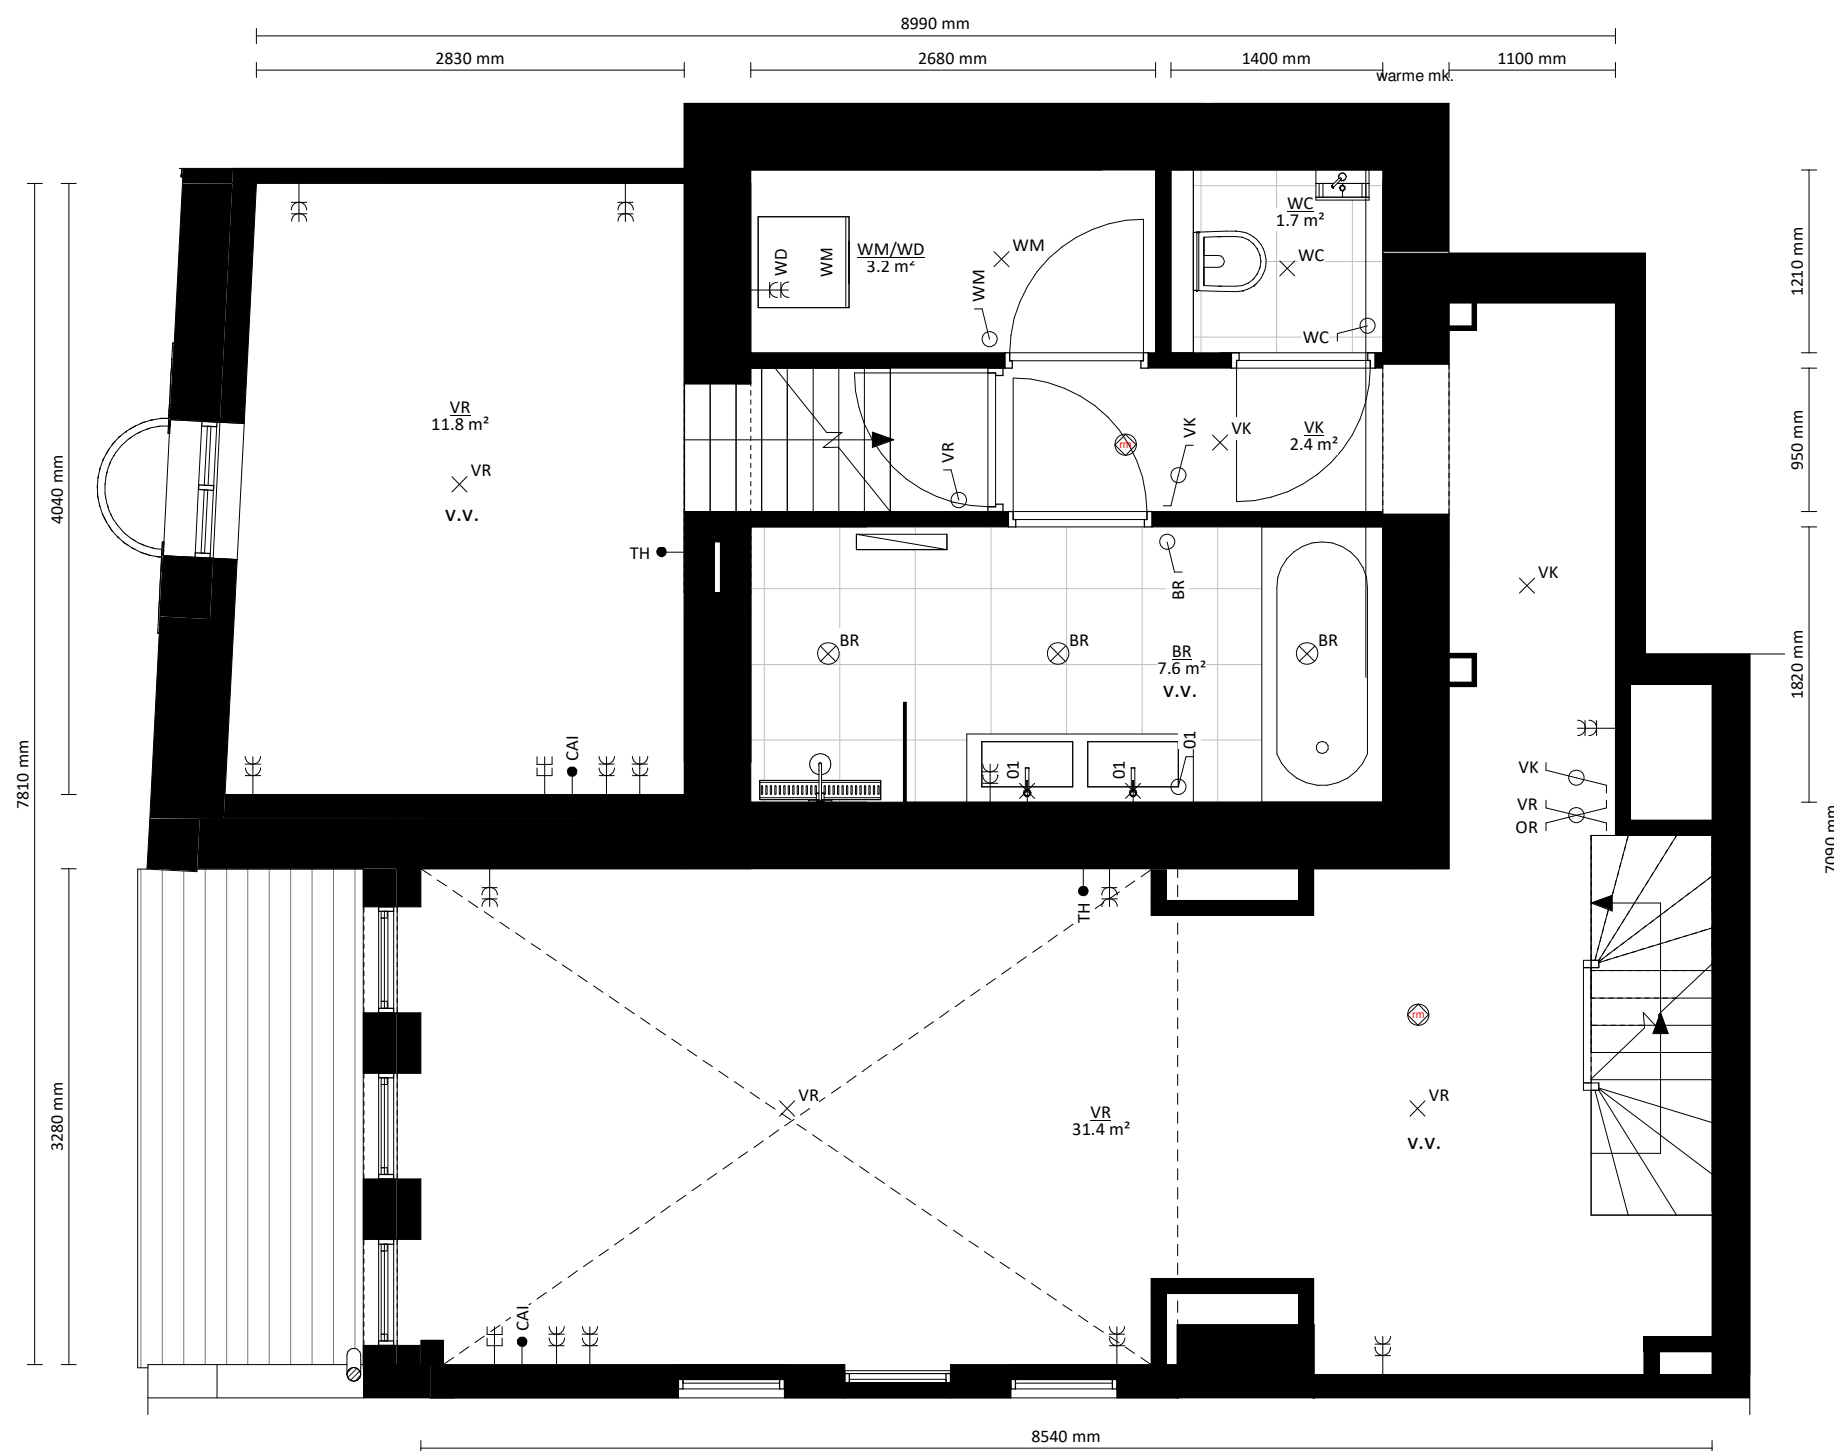 8990 mm
2830 mm
2680 mm
1400 mm
1100 mm
warme mk.
WC
1.7 m²
WM
WM/WD
3.2 m²
WD
WM
WC
WM
WC
1210 mm
VR
11.8 m²
VR
v.v.
VR
rm
VK
VK
VK
2.4 m²
950 mm
4040 mm
TH
BR
VK
BR
BR
BR
BR
7.6 m²
v.v.
1820 mm
7810 mm
CAI
01
01
01
VK
VR
OR
7090 mm
TH
rm
3280 mm
VR
VR
31.4 m²
VR
v.v.
CAI
8540 mm